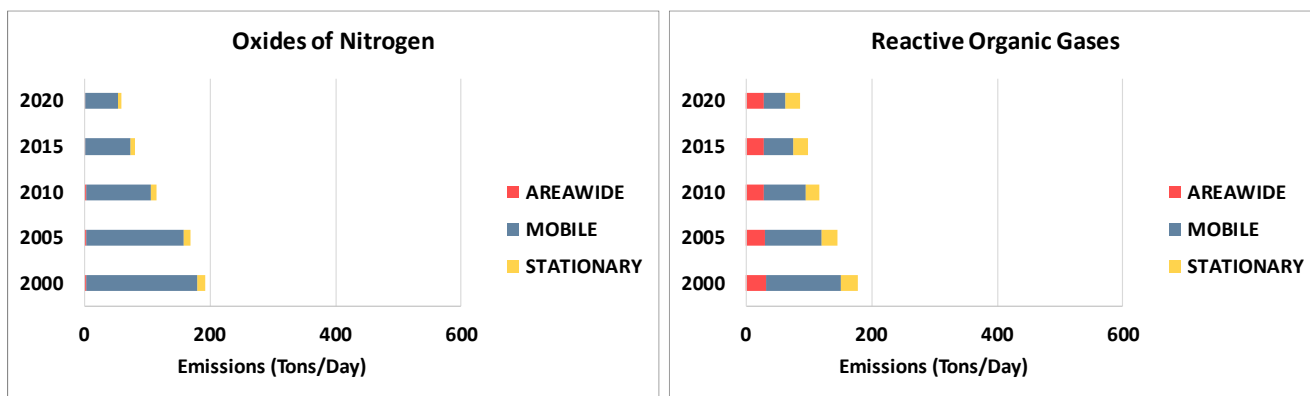 Oxides of Nitrogen
2020
2015
2010
2005
2000
0 200 400 600
Emissions (Tons/Day)
AREAWIDE
MOBILE
STATIONARY
Reactive Organic Gases
2020
2015
2010
2005
2000
0 200 400 600
Emissions (Tons/Day)
AREAWIDE
MOBILE
STATIONARY